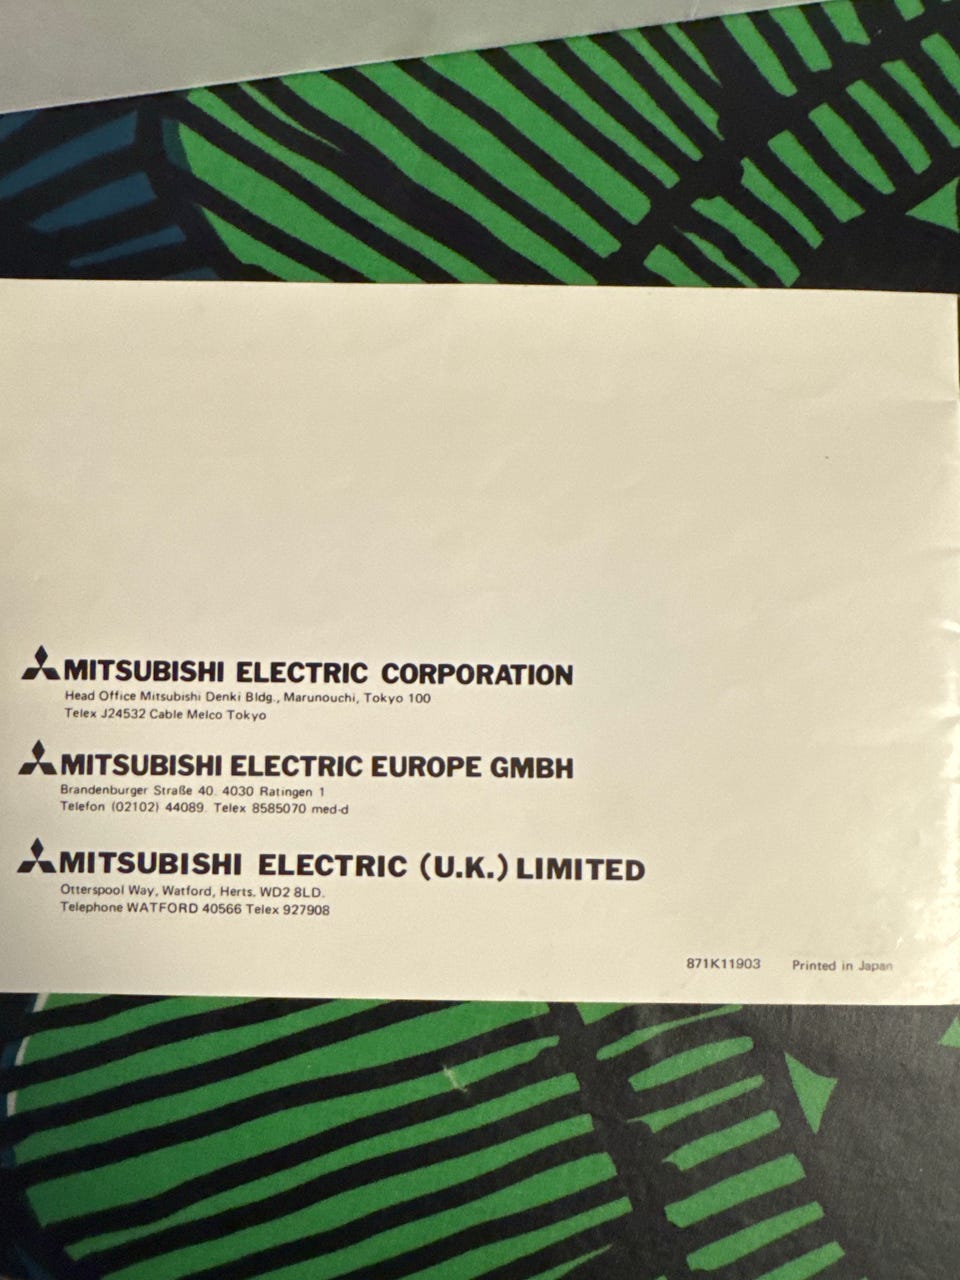 MITSUBISHI ELECTRIC CORPORATION
Head Office Mitsubishi Denki Bldg., Marunouchi, Tokyo 100
Telex J24532 Cable Melco Tokyo
MITSUBISHI ELECTRIC EUROPE GMBH
Brandenburger Straße 40. 4030 Ratingen 1
Telefon (02102) 44089. Telex 8585070 med-d
MITSUBISHI ELECTRIC (U.K.) LIMITED
Otterspool Way, Watford, Herts. WD2 8LD.
Telephone WATFORD 40566 Telex 927908
871K11903 Printed in Japan